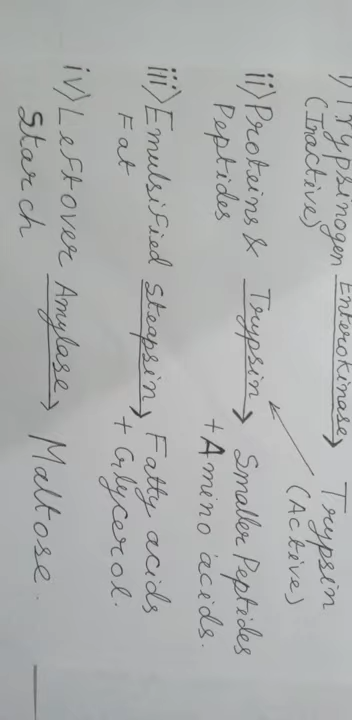 i) Trypsinogen Enterokinase → Trypsin
(Inactive) (Active)
ii) Proteins & Trypsin → Smaller Peptides
Peptides + Amino acids.
iii) Emulsified Steapsin → Fatty acids
Fat + Glycerol.
iv) Leftover Amylase → Maltose.
Starch